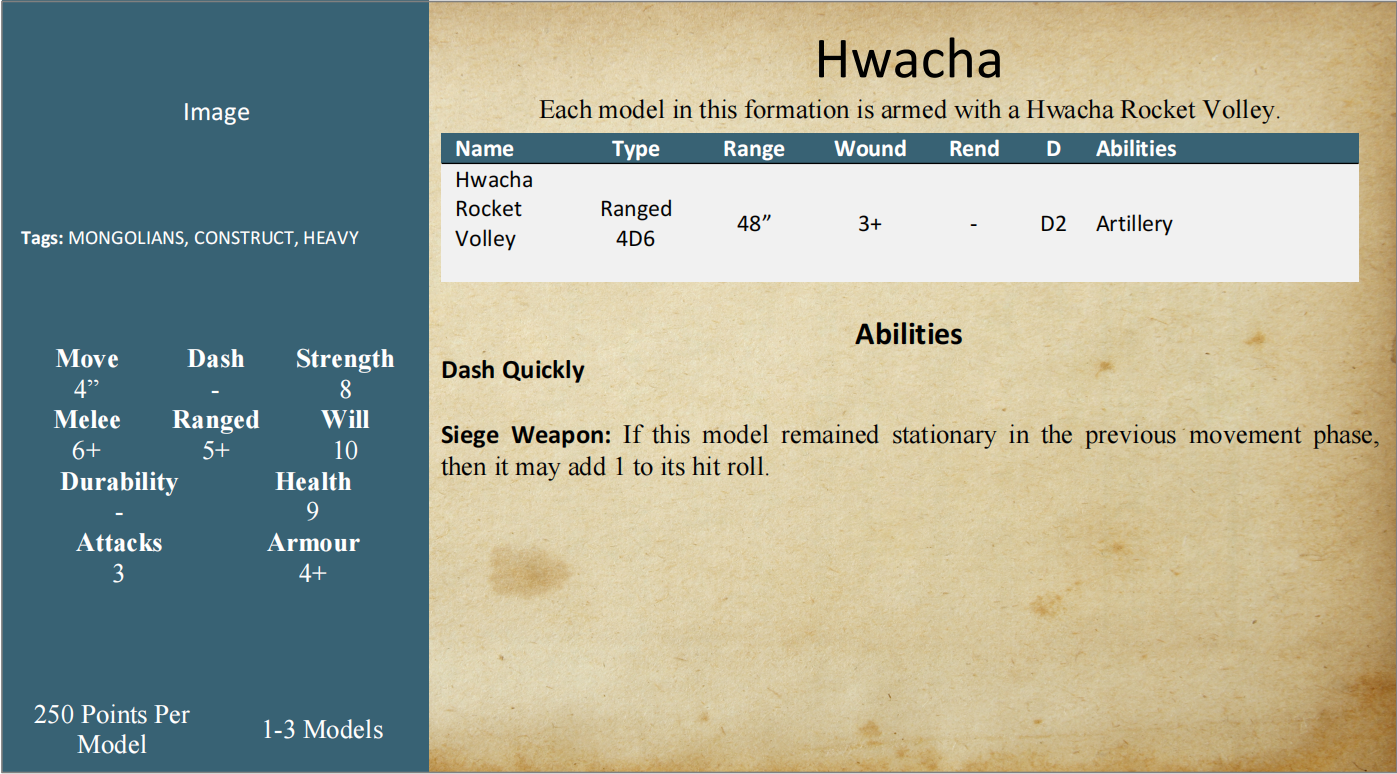 Image
Tags: MONGOLIANS, CONSTRUCT, HEAVY
Move Dash Strength
4” - 8
Melee Ranged Will
6+ 5+ 10
Durability Health
- 9
Attacks Armour
3 4+
250 Points Per
Model
1-3 Models
Hwacha
Each model in this formation is armed with a Hwacha Rocket Volley.
Name Type Range Wound Rend D Abilities
Hwacha
Rocket
Volley
Ranged
4D6
48” 3+ - D2 Artillery
Abilities
Dash Quickly
Siege Weapon: If this model remained stationary in the previous movement phase,
then it may add 1 to its hit roll.